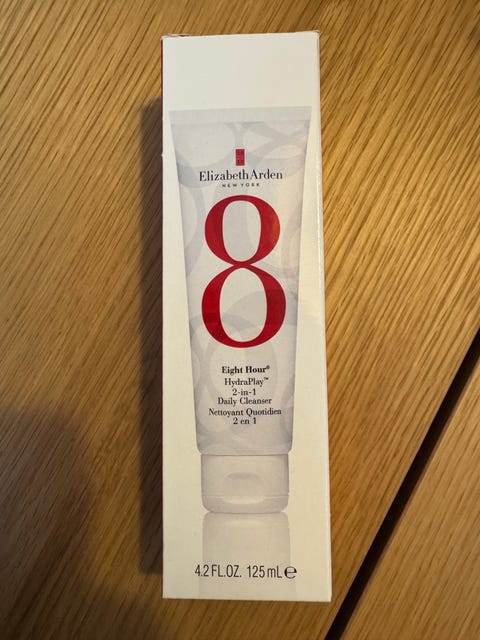 Elizabeth Arden
NEW YORK
8
Eight Hour®
HydraPlay™
2-in-1
Daily Cleanser
Nettoyant Quotidien
2 en 1
4.2 FL.OZ. 125 mL ℮